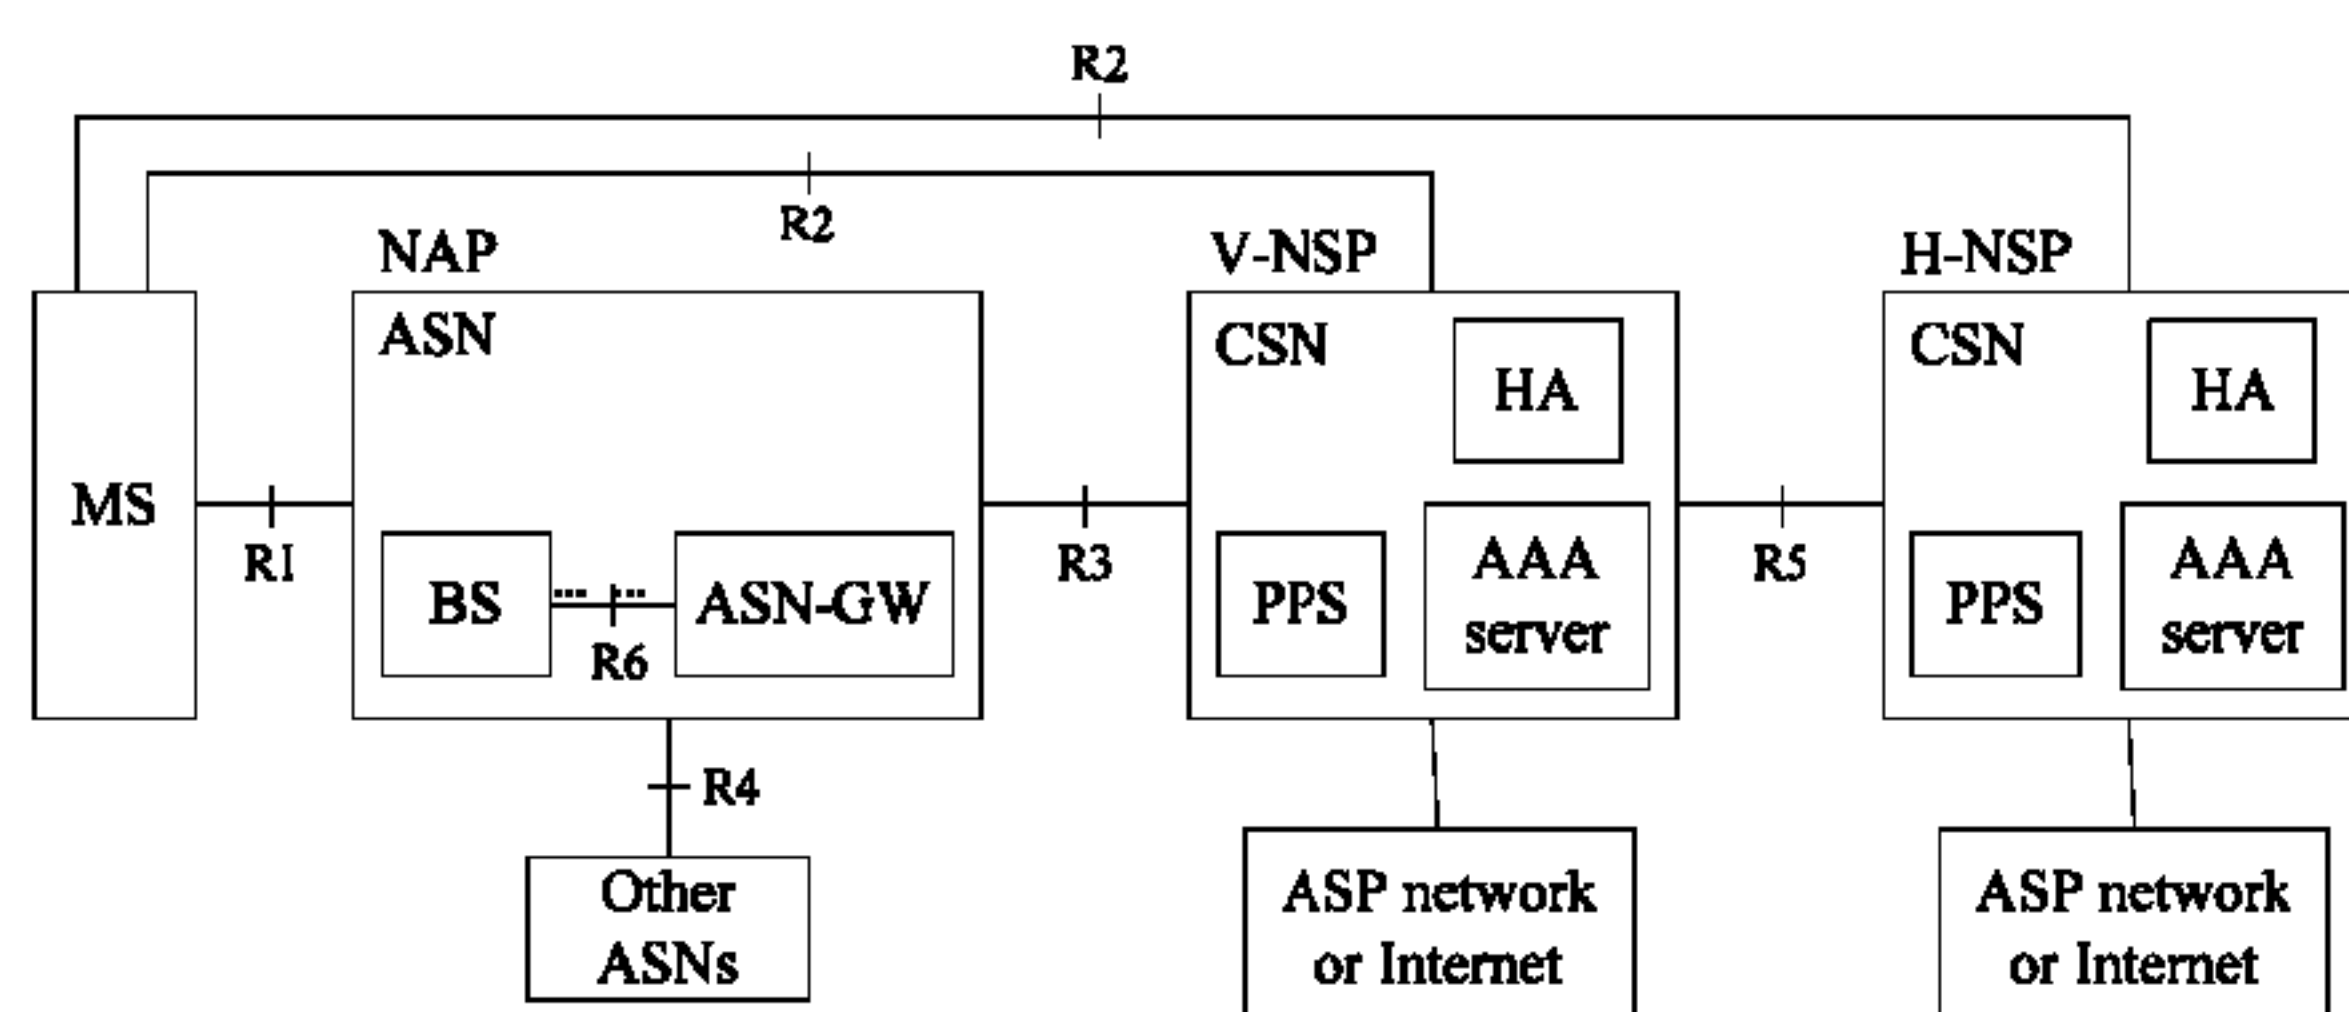 R2
R2
NAP
V-NSP
H-NSP
ASN
CSN
HA
CSN
HA
MS
R1
BS
R6
ASN-GW
R3
PPS
AAA
server
R5
PPS
AAA
server
R4
Other
ASNs
ASP network
or Internet
ASP network
or Internet